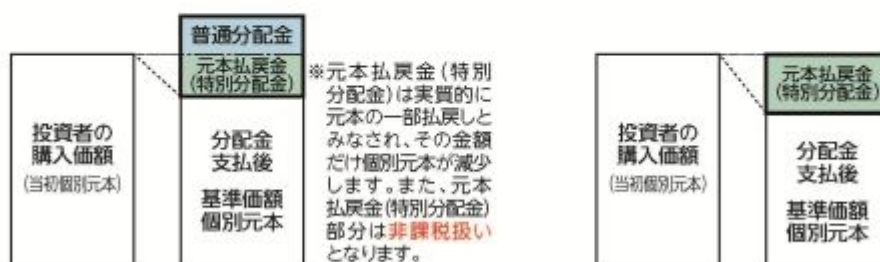 普通分配金
元本払戻金
(特別分配金)
投資者の
購入価額
(当初個別元本)
分配金
支払後
基準価額
個別元本
※元本払戻金(特別
分配金)は実質的に
元本の一部払戻しと
みなされ、その金額
だけ個別元本が減少
します。また、元本
払戻金(特別分配金)
部分は非課税扱い
となります。
投資者の
購入価額
(当初個別元本)
元本払戻金
(特別分配金)
分配金
支払後
基準価額
個別元本